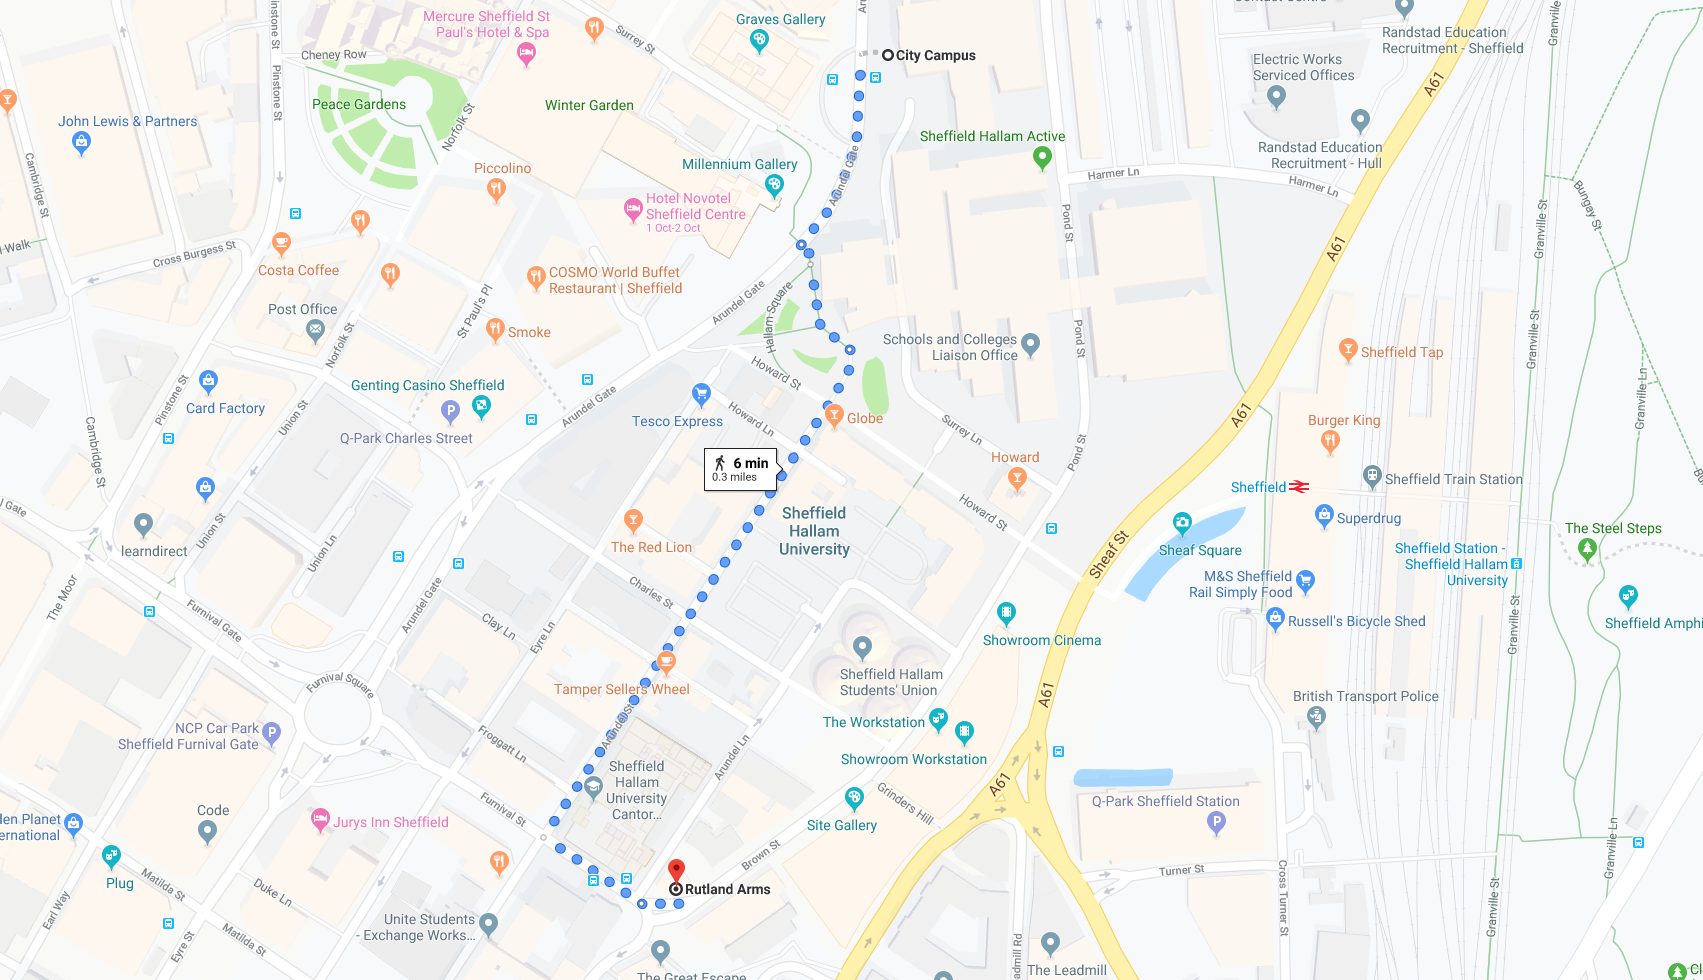 Mercure Sheffield St
Paul's Hotel & Spa
Graves Gallery
City Campus
Contact Centre
Randstad Education
Recruitment - Sheffield
Granville St
Electric Works
Serviced Offices
A61
Surrey St
Cheney Row
Pinstone St
Pinstone St
Peace Gardens
Winter Garden
Norfolk St
John Lewis & Partners
Sheffield Hallam Active
Randstad Education
Recruitment - Hull
Millennium Gallery
Arundel Gate
Piccolino
Harmer Ln
Harmer Ln
Cambridge St
Hotel Novotel
Sheffield Centre
1 Oct-2 Oct
Pond St
Granville St
Bungay St
Walk
Cross Burgess St
A61
Costa Coffee
COSMO World Buffet
Restaurant | Sheffield
Arundel Gate
Hallam Square
Post Office
St Paul's Pl
Smoke
Norfolk St
Schools and Colleges
Liaison Office
Pond St
Sheffield Tap
Granville St
Genting Casino Sheffield
Howard St
Pinstone St
Card Factory
Union St
Arundel Gate
Tesco Express
Howard Ln
Globe
A61
Burger King
Granville Ln
Q-Park Charles Street
Cambridge St
Surrey Ln
Pond St
Howard
6 min
0.3 miles
Sheffield
Sheffield Train Station
Gate
Sheffield
Hallam
University
Howard St
Superdrug
The Steel Steps
learndirect
Union St
Union Ln
The Red Lion
Sheaf St
Sheaf Square
Sheffield Station -
Sheffield Hallam
University
The Moor
Furnival Gate
Arundel Gate
Charles St
M&S Sheffield
Rail Simply Food
Russell's Bicycle Shed
Granville St
Sheffield Amphi
Clay Ln
Eyre Ln
Showroom Cinema
Sheffield Hallam
Students' Union
Tamper Sellers Wheel
Furnival Square
A61
British Transport Police
Arundel St
The Workstation
NCP Car Park
Sheffield Furnival Gate
Froggatt Ln
Arundel Ln
Showroom Workstation
Sheffield
Hallam
University
Cantor...
A61
Grinders Hill
Q-Park Sheffield Station
Code
Furnival St
Site Gallery
den Planet
ernational
Jurys Inn Sheffield
Brown St
Granville Ln
Plug
Matilda St
Duke Ln
Rutland Arms
Turner St
Cross Turner St
Granville St
Earl Way
Unite Students
- Exchange Works...
Eyre St
Matilda St
The Great Escape
admill Rd
The Leadmill